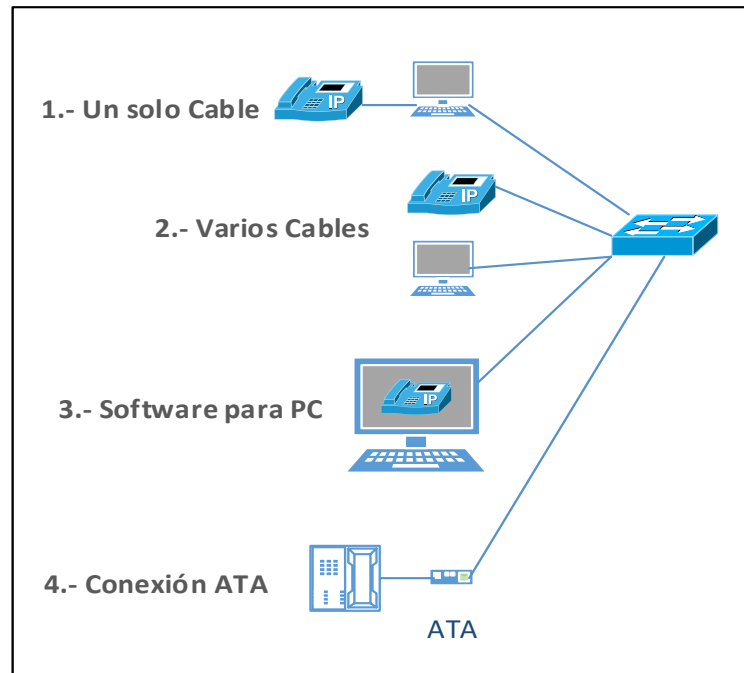 1.- Un solo Cable
IP
IP
2.- Varios Cables
IP
3.- Software para PC
4.- Conexión ATA
ATA